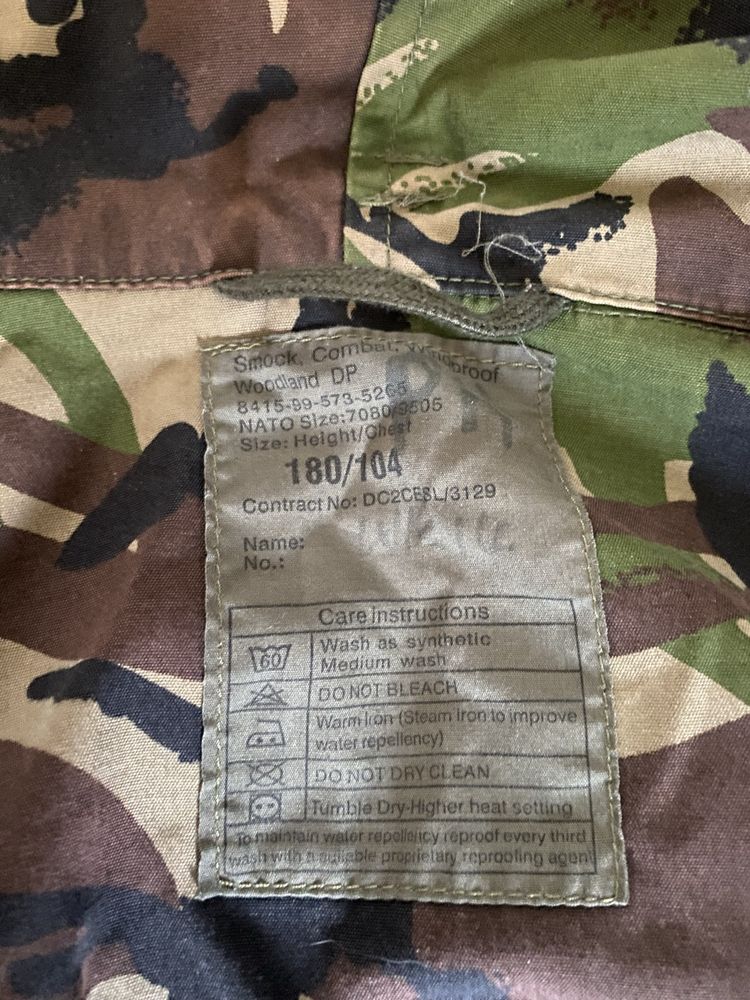 Smock, Combat, Windproof
Woodland DP
8415-99-573-5265
NATO Size:7080/9505
Size: Height/Chest
180/104
Contract No: DC2CESL/3129
Name:
No.:
Care instructions
60 Wash as synthetic
Medium wash
DO NOT BLEACH
Warm Iron (Steam iron to improve
water repellency)
DO NOT DRY CLEAN
Tumble Dry-Higher heat setting
To maintain water repellency reproof every third
wash with a suitable proprietary reproofing agent